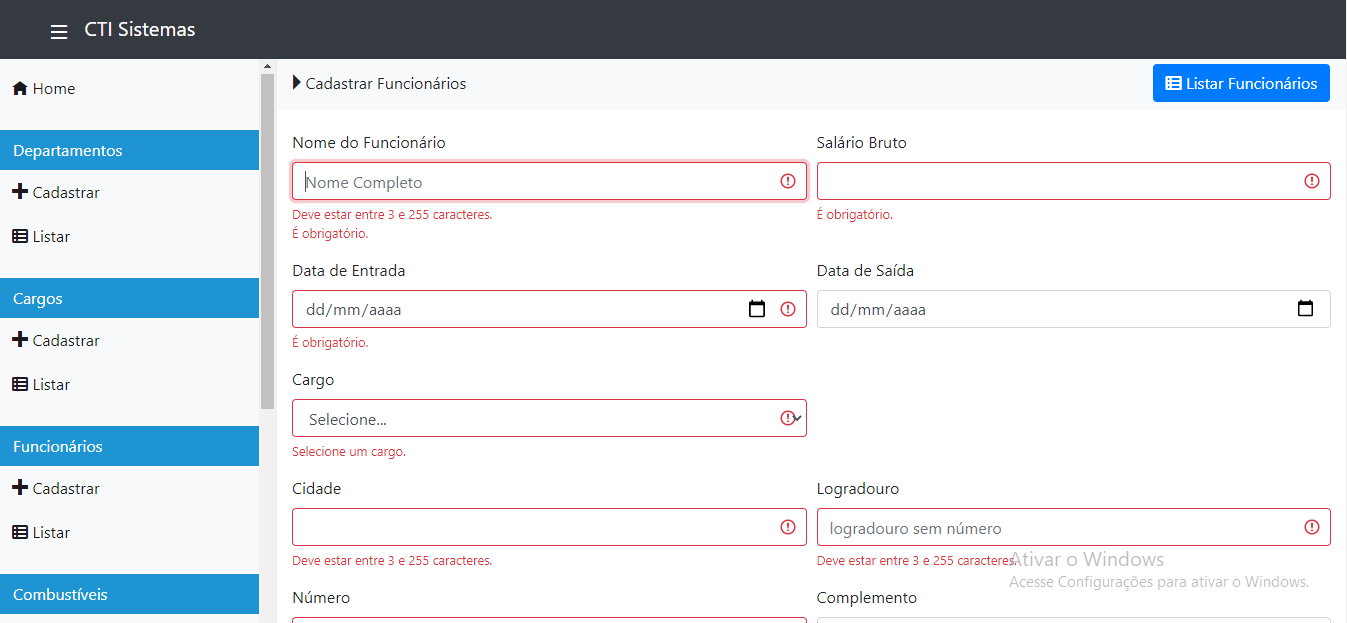 CTI Sistemas
Home
Departamentos
Cadastrar
Listar
Cargos
Cadastrar
Listar
Funcionários
Cadastrar
Listar
Combustíveis
Cadastrar Funcionários
Listar Funcionários
Nome do Funcionário
Nome Completo
Deve estar entre 3 e 255 caracteres.
É obrigatório.
Salário Bruto
É obrigatório.
Data de Entrada
dd/mm/aaaa
É obrigatório.
Data de Saída
dd/mm/aaaa
Cargo
Selecione...
Selecione um cargo.
Cidade
Deve estar entre 3 e 255 caracteres.
Logradouro
logradouro sem número
Deve estar entre 3 e 255 caracteres.
Número
Complemento
Ativar o Windows
Acesse Configurações para ativar o Windows.